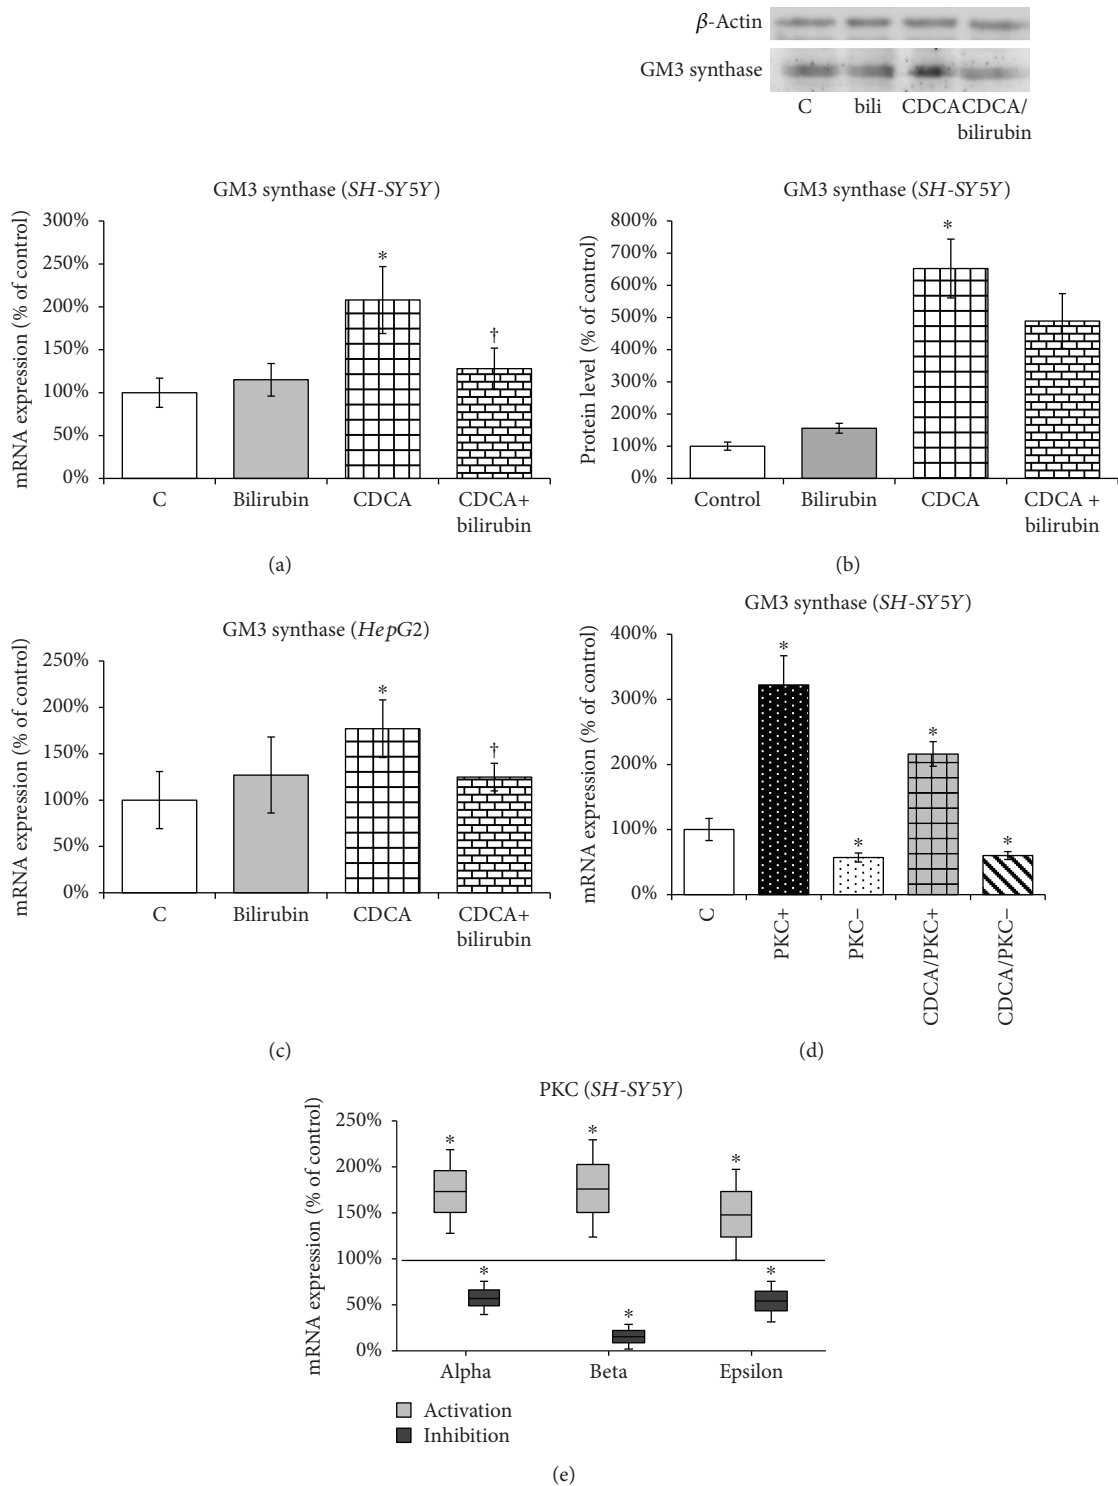 β-Actin
GM3 synthase
C bili CDCA CDCA/
bilirubin
GM3 synthase (SH-SY5Y)
mRNA expression (% of control)
300%
250%
200%
150%
100%
50%
0%
*
†
C Bilirubin CDCA CDCA+
bilirubin
(a)
GM3 synthase (SH-SY5Y)
Protein level (% of control)
800%
700%
600%
500%
400%
300%
200%
100%
0%
*
Control Bilirubin CDCA CDCA +
bilirubin
(b)
GM3 synthase (HepG2)
mRNA expression (% of control)
250%
200%
150%
100%
50%
0%
*
†
C Bilirubin CDCA CDCA+
bilirubin
(c)
GM3 synthase (SH-SY5Y)
mRNA expression (% of control)
400%
300%
200%
100%
0%
*
*
*
*
C
PKC+
PKC−
CDCA/PKC+
CDCA/PKC−
(d)
PKC (SH-SY5Y)
mRNA expression (% of control)
250%
200%
150%
100%
50%
0%
* * *
* * *
Alpha Beta Epsilon
Activation
Inhibition
(e)